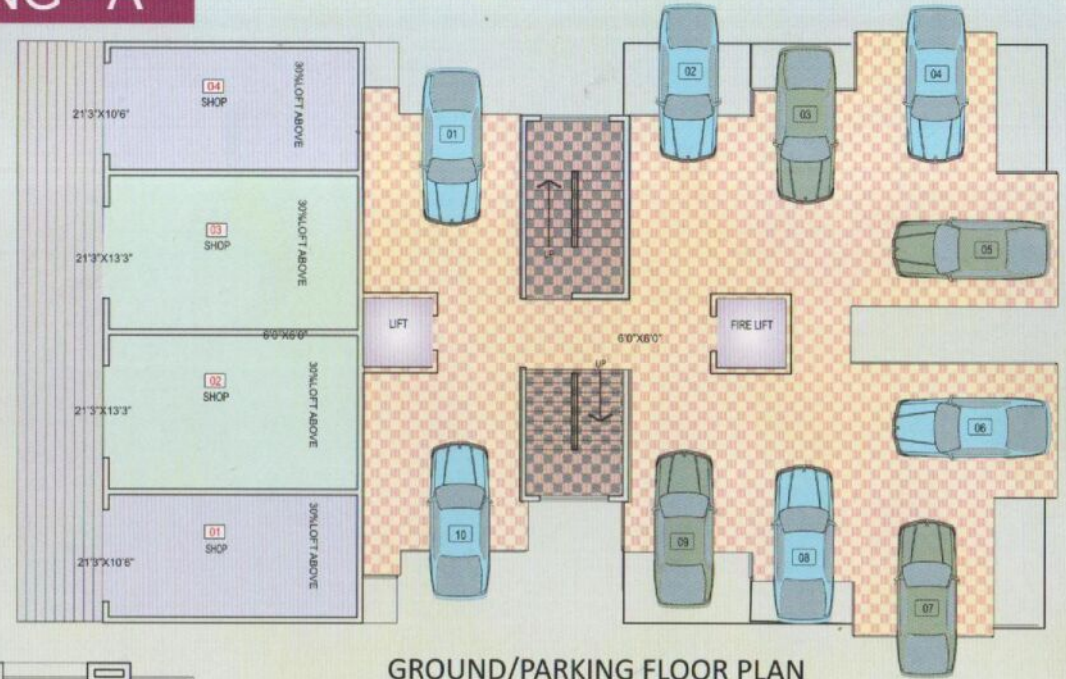 NG - A
04
SHOP
30%LOFT ABOVE
21'3"X10'6"
03
SHOP
30%LOFT ABOVE
21'3"X13'3"
6'0"X6'0"
02
SHOP
30%LOFT ABOVE
21'3"X13'3"
01
SHOP
30%LOFT ABOVE
21'3"X10'6"
LIFT
UP
6'0"X6'0"
UP
FIRE LIFT
01
02
03
04
05
06
07
08
09
10
GROUND/PARKING FLOOR PLAN